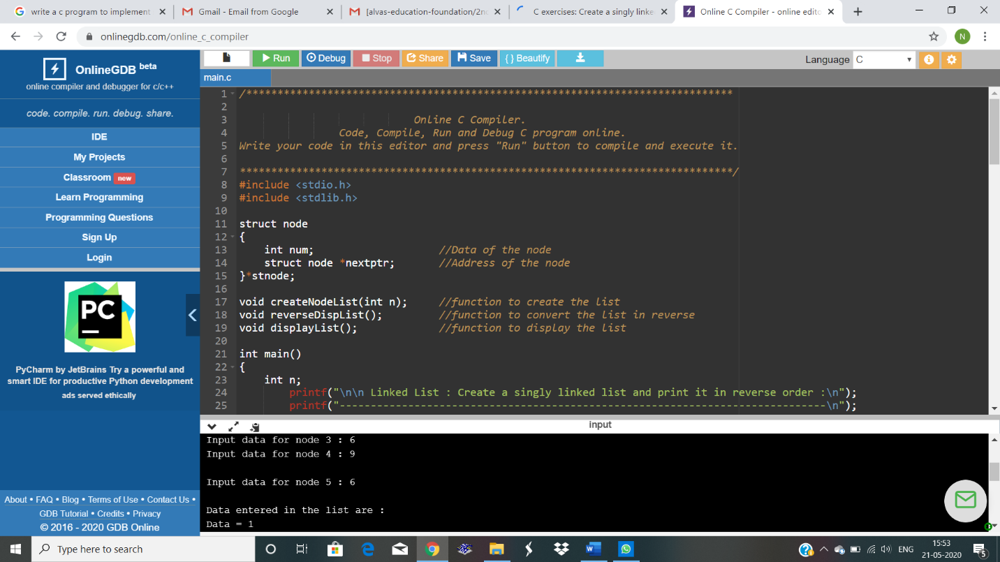 write a c program to implement
Gmail - Email from Google
[alvas-education-foundation/2nd
C exercises: Create a singly linke
Online C Compiler - online edito
onlinegdb.com/online_c_compiler
N
OnlineGDB beta
online compiler and debugger for c/c++
code. compile. run. debug. share.
IDE
My Projects
Classroom new
Learn Programming
Programming Questions
Sign Up
Login
PC
PyCharm by JetBrains Try a powerful and
smart IDE for productive Python development
ads served ethically
About • FAQ • Blog • Terms of Use • Contact Us •
GDB Tutorial • Credits • Privacy
© 2016 - 2020 GDB Online
Run Debug Stop Share Save { } Beautify
Language C
main.c
1 /******************************************************************************
2
3 Online C Compiler.
4 Code, Compile, Run and Debug C program online.
5 Write your code in this editor and press "Run" button to compile and execute it.
6
7 *******************************************************************************/
8 #include <stdio.h>
9 #include <stdlib.h>
10
11 struct node
12 {
13 int num; //Data of the node
14 struct node *nextptr; //Address of the node
15 }*stnode;
16
17 void createNodeList(int n); //function to create the list
18 void reverseDispList(); //function to convert the list in reverse
19 void displayList(); //function to display the list
20
21 int main()
22 {
23 int n;
24 printf("\n\n Linked List : Create a singly linked list and print it in reverse order :\n");
25 printf("------------------------------------------------------------------------------\n");
input
Input data for node 3 : 6
Input data for node 4 : 9
Input data for node 5 : 6
Data entered in the list are :
Data = 1
Type here to search
ENG
15:53
21-05-2020
5